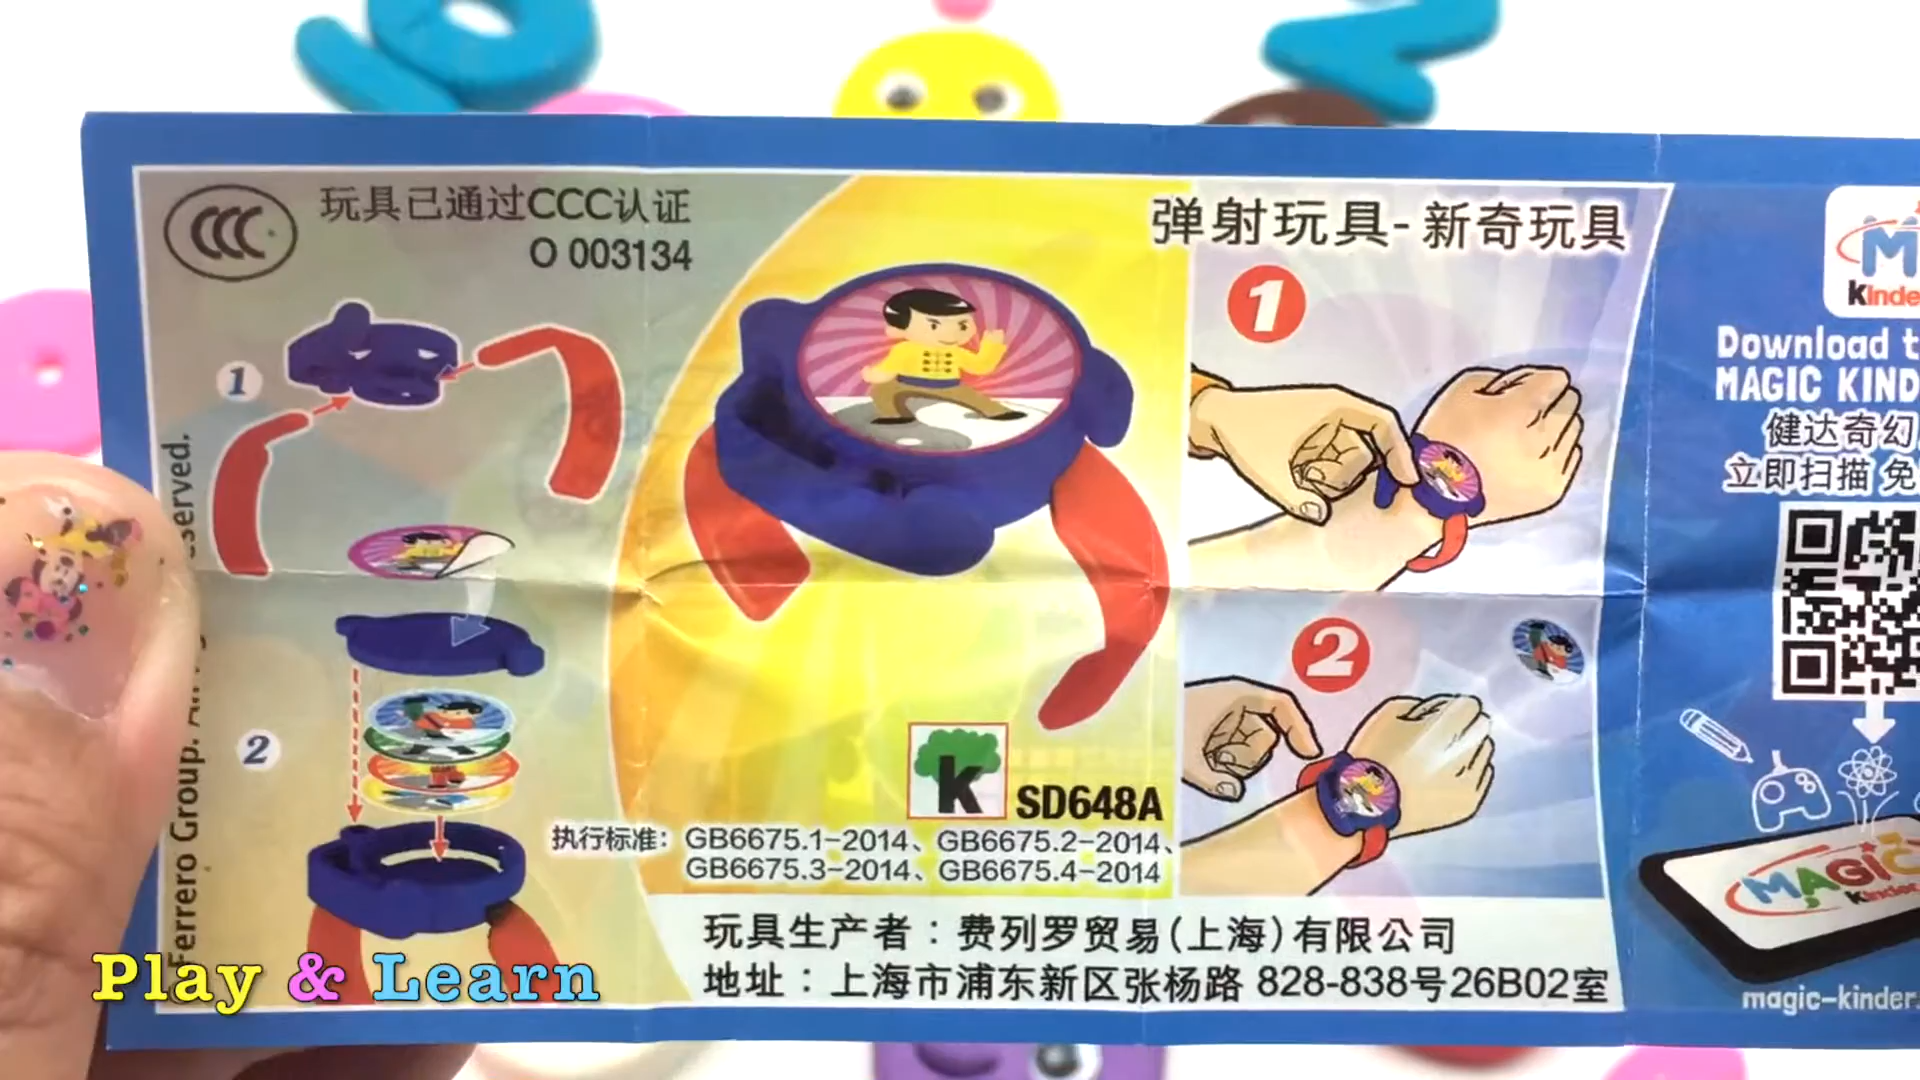 玩具已通过CCC认证
O 003134
弹射玩具-新奇玩具
1
1
2
2
K
SD648A
执行标准：GB6675.1-2014、GB6675.2-2014、
GB6675.3-2014、GB6675.4-2014
玩具生产者：费列罗贸易(上海)有限公司
地址：上海市浦东新区张杨路 828-838号26B02室
Ferrero Group.
Kinde
Download t
MAGIC KIND
健达奇幻
立即扫描 免
MAGIC
Kinder
magic-kinder.
Play & Learn